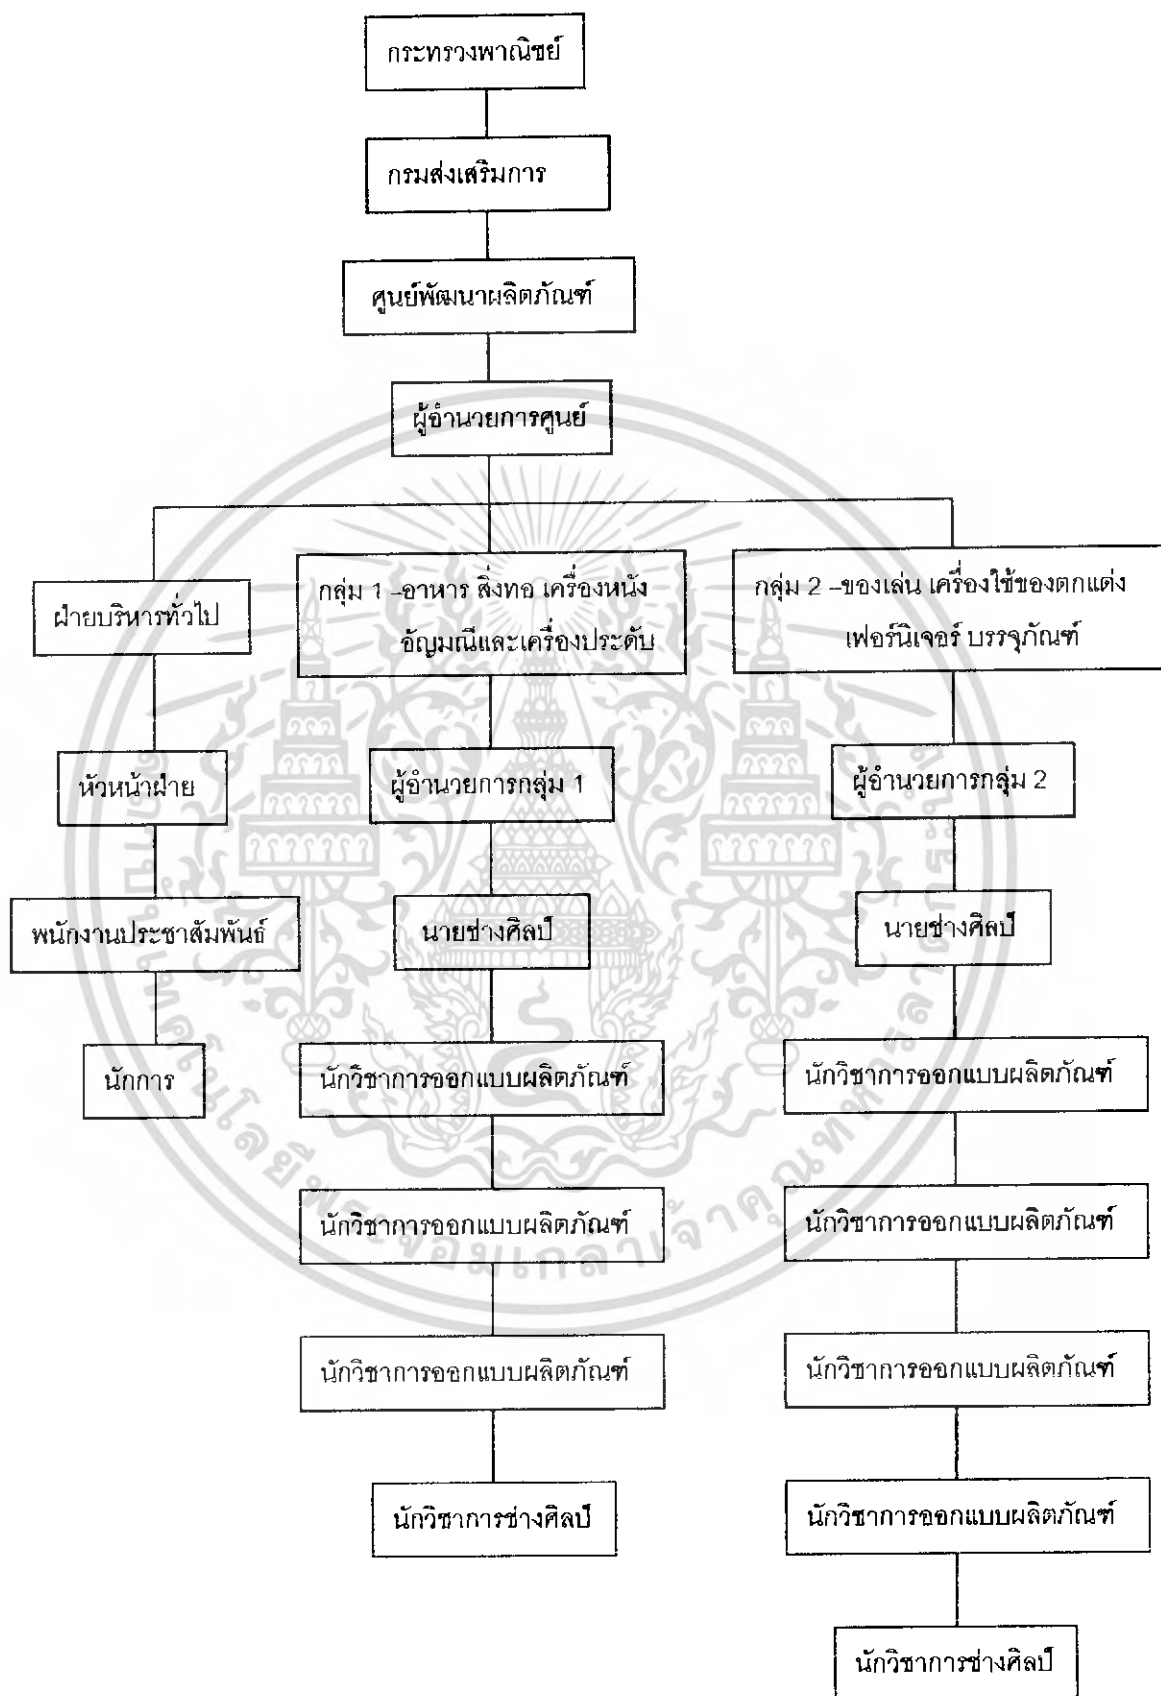 กระทรวงพาณิชย์
กรมส่งเสริมการ
ศูนย์พัฒนาผลิตภัณฑ์
ผู้อำนวยการศูนย์
ฝ่ายบริหารทั่วไป
กลุ่ม 1 –อาหาร สิ่งทอ เครื่องหนัง
อัญมณีและเครื่องประดับ
กลุ่ม 2 –ของเล่น เครื่องใช้ของตกแต่ง
เฟอร์นิเจอร์ บรรจุภัณฑ์
หัวหน้าฝ่าย
ผู้อำนวยการกลุ่ม 1
ผู้อำนวยการกลุ่ม 2
พนักงานประชาสัมพันธ์
นายช่างศิลป์
นายช่างศิลป์
นักการ
นักวิชาการออกแบบผลิตภัณฑ์
นักวิชาการออกแบบผลิตภัณฑ์
นักวิชาการออกแบบผลิตภัณฑ์
นักวิชาการออกแบบผลิตภัณฑ์
นักวิชาการออกแบบผลิตภัณฑ์
นักวิชาการออกแบบผลิตภัณฑ์
นักวิชาการช่างศิลป์
นักวิชาการออกแบบผลิตภัณฑ์
นักวิชาการช่างศิลป์